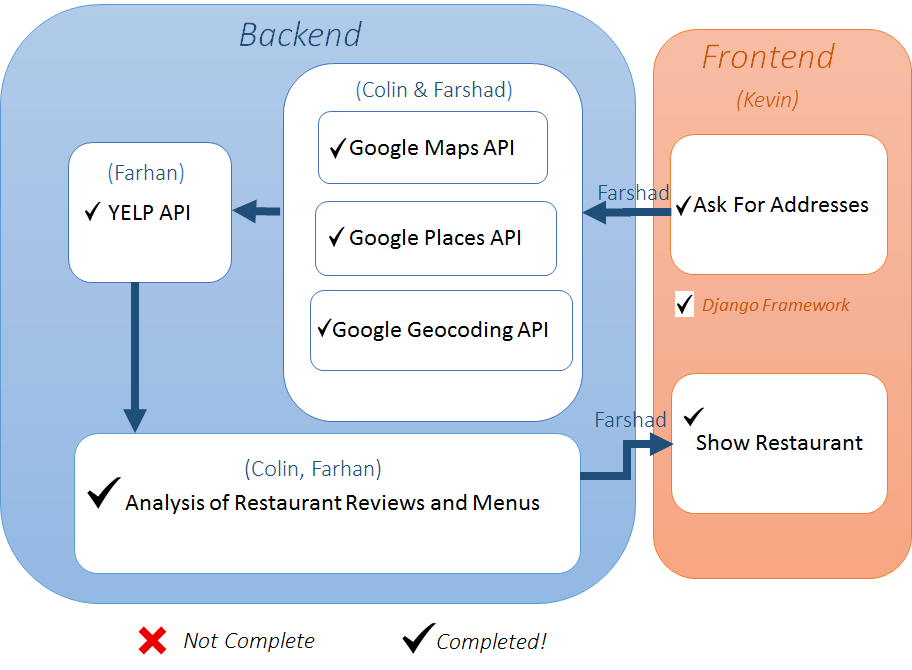 Backend
(Colin & Farshad)
Google Maps API
Google Places API
Google Geocoding API
(Farhan)
YELP API
(Colin, Farhan)
Analysis of Restaurant Reviews and Menus
Farshad
Farshad
Frontend
(Kevin)
Ask For Addresses
Django Framework
Show Restaurant
Not Complete
Completed!